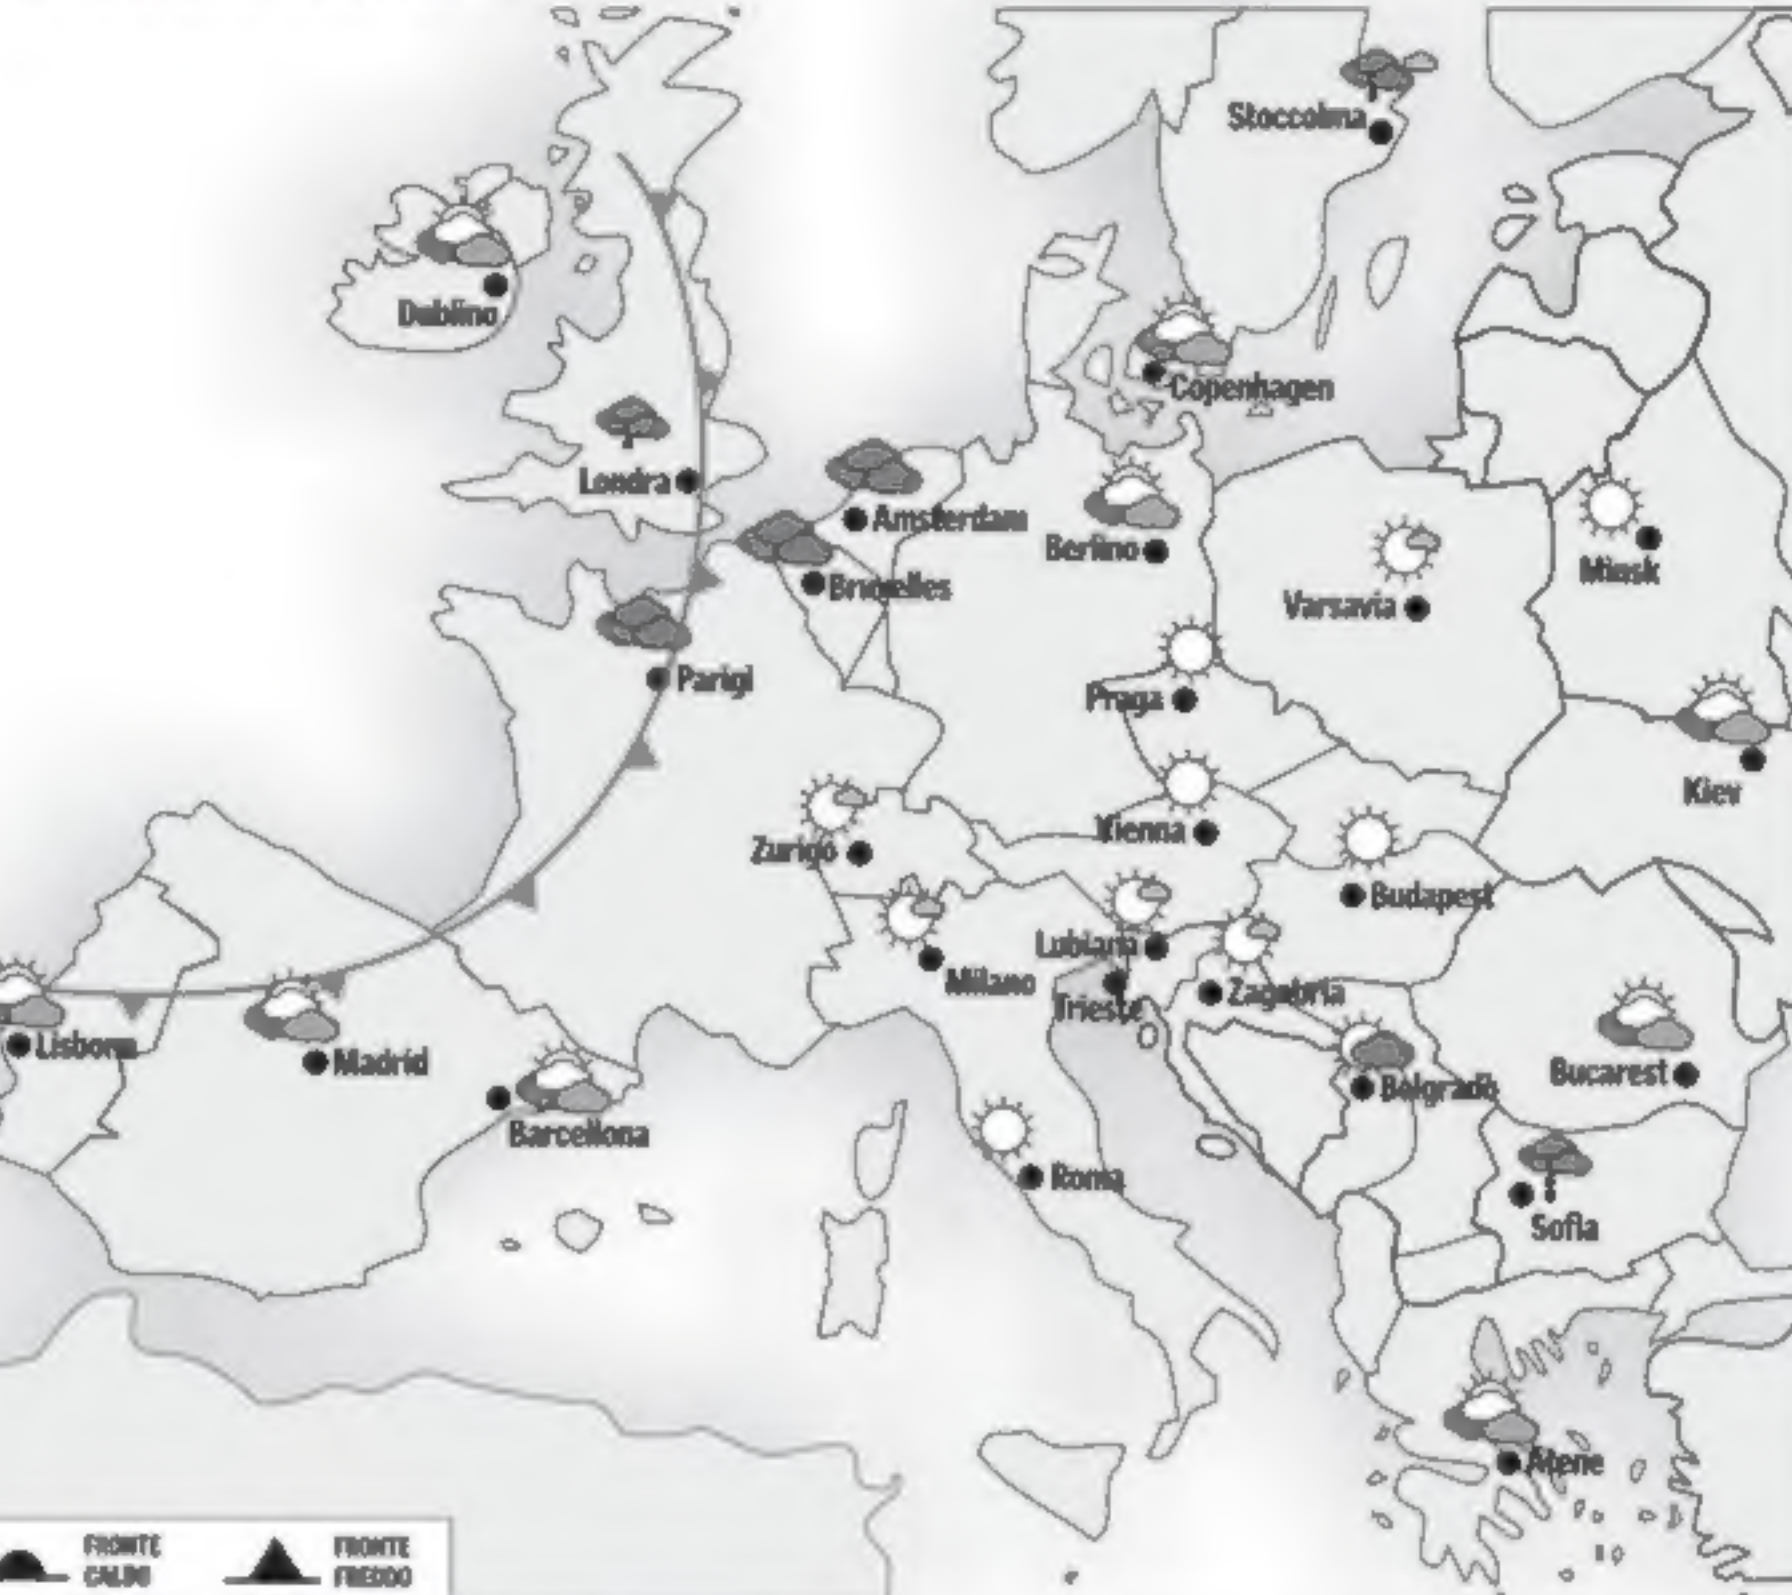 Stoccolma
Dublino
Copenhagen
Londra
Amsterdam
Berlino
Bruxelles
Minsk
Varsavia
Parigi
Praga
Kiev
Vienna
Zurigo
Budapest
Lubiana
Milano
Zagabria
Trieste
Lisbona
Madrid
Bucarest
Belgrado
Barcellona
Roma
Sofia
Atene
FRONTE
CALDO
FRONTE
FREDDO